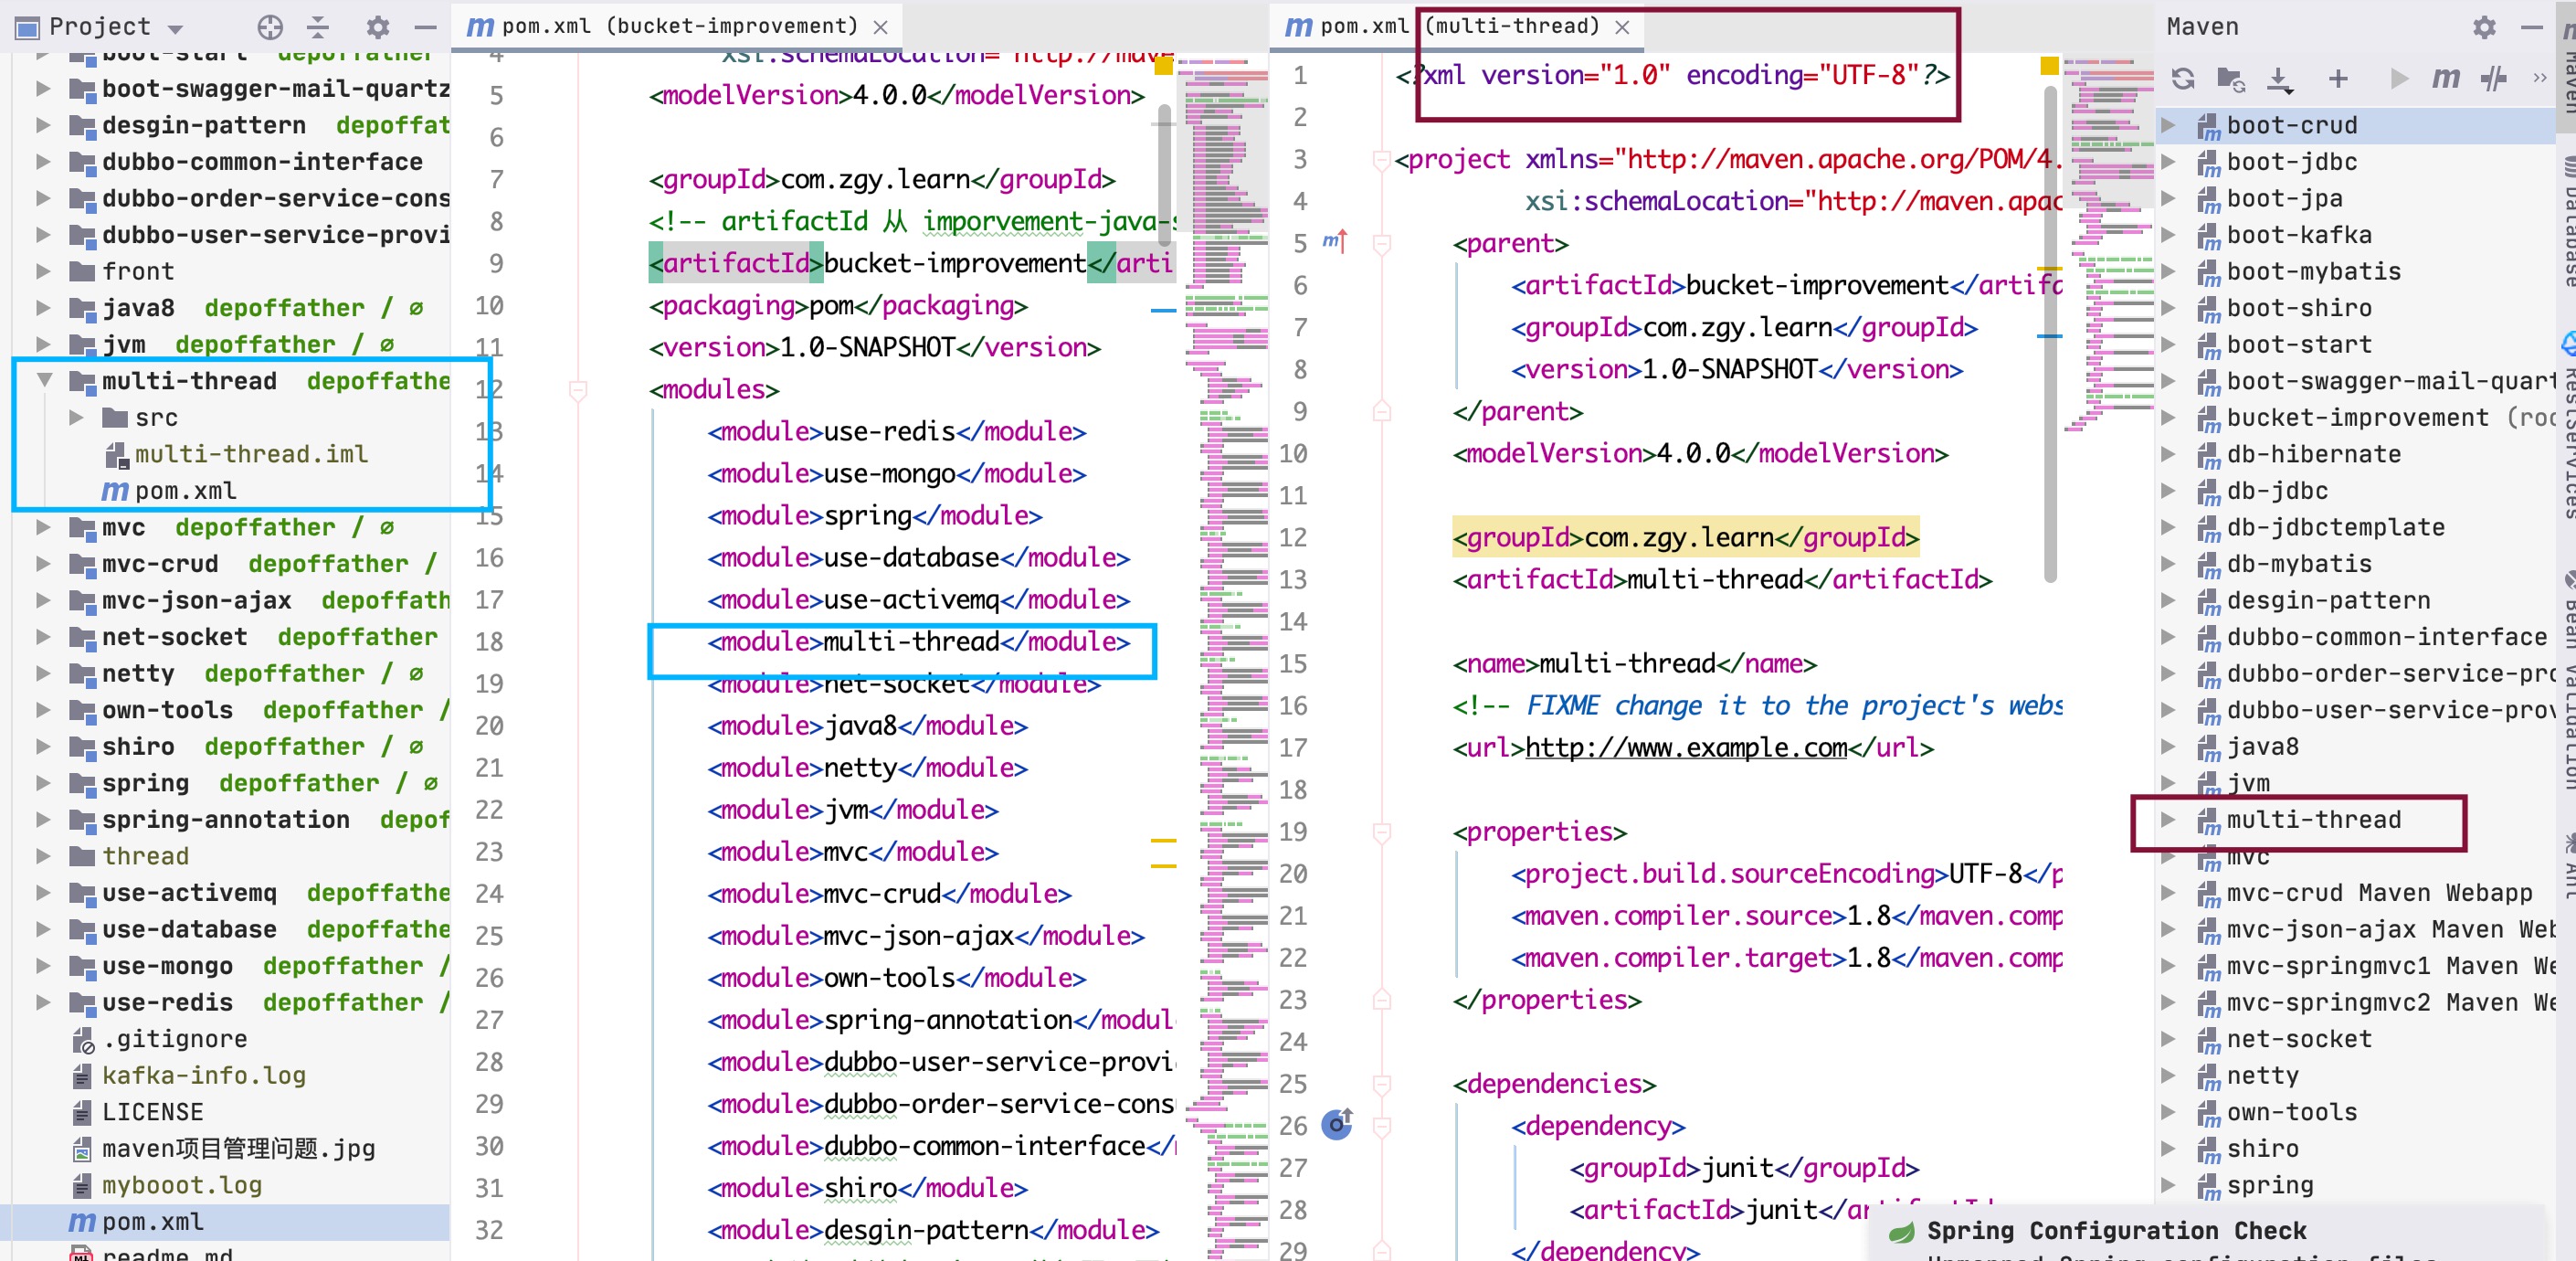 Project
boot-start depoffather
boot-swagger-mail-quartz
desgin-pattern depoffat
dubbo-common-interface
dubbo-order-service-cons
dubbo-user-service-provi
front
java8 depoffather / ∅
jvm depoffather / ∅
multi-thread depoffathe
src
multi-thread.iml
pom.xml
mvc depoffather / ∅
mvc-crud depoffather /
mvc-json-ajax depoffath
net-socket depoffather
netty depoffather / ∅
own-tools depoffather /
shiro depoffather / ∅
spring depoffather / ∅
spring-annotation depof
thread
use-activemq depoffathe
use-database depoffathe
use-mongo depoffather /
use-redis depoffather /
.gitignore
kafka-info.log
LICENSE
maven项目管理问题.jpg
mybooot.log
pom.xml
readme.md
pom.xml (bucket-improvement)
4 xsi:schemaLocation="http://mave
5 <modelVersion>4.0.0</modelVersion>
6
7 <groupId>com.zgy.learn</groupId>
8 <!-- artifactId 从 imporvement-java-s
9 <artifactId>bucket-improvement</arti
10 <packaging>pom</packaging>
11 <version>1.0-SNAPSHOT</version>
12 <modules>
13 <module>use-redis</module>
14 <module>use-mongo</module>
15 <module>spring</module>
16 <module>use-database</module>
17 <module>use-activemq</module>
18 <module>multi-thread</module>
19 <module>net-socket</module>
20 <module>java8</module>
21 <module>netty</module>
22 <module>jvm</module>
23 <module>mvc</module>
24 <module>mvc-crud</module>
25 <module>mvc-json-ajax</module>
26 <module>own-tools</module>
27 <module>spring-annotation</modul
28 <module>dubbo-user-service-provi
29 <module>dubbo-order-service-cons
30 <module>dubbo-common-interface</
31 <module>shiro</module>
32 <module>desgin-pattern</module>
pom.xml (multi-thread)
1 <?xml version="1.0" encoding="UTF-8"?>
2
3 <project xmlns="http://maven.apache.org/POM/4.
4 xsi:schemaLocation="http://maven.apac
5 <parent>
6 <artifactId>bucket-improvement</artifa
7 <groupId>com.zgy.learn</groupId>
8 <version>1.0-SNAPSHOT</version>
9 </parent>
10 <modelVersion>4.0.0</modelVersion>
11
12 <groupId>com.zgy.learn</groupId>
13 <artifactId>multi-thread</artifactId>
14
15 <name>multi-thread</name>
16 <!-- FIXME change it to the project's webs
17 <url>http://www.example.com</url>
18
19 <properties>
20 <project.build.sourceEncoding>UTF-8</p
21 <maven.compiler.source>1.8</maven.comp
22 <maven.compiler.target>1.8</maven.comp
23 </properties>
24
25 <dependencies>
26 <dependency>
27 <groupId>junit</groupId>
28 <artifactId>junit</artifactId
29 </dependency>
Maven
boot-crud
boot-jdbc
boot-jpa
boot-kafka
boot-mybatis
boot-shiro
boot-start
boot-swagger-mail-quart
bucket-improvement (roo
db-hibernate
db-jdbc
db-jdbctemplate
db-mybatis
desgin-pattern
dubbo-common-interface
dubbo-order-service-pro
dubbo-user-service-prov
java8
jvm
multi-thread
mvc
mvc-crud Maven Webapp
mvc-json-ajax Maven Web
mvc-springmvc1 Maven We
mvc-springmvc2 Maven We
net-socket
netty
own-tools
shiro
spring
Spring Configuration Check
Unmapped Spring configuration files
Maven
Database
RestServices
Bean Validation
Ant